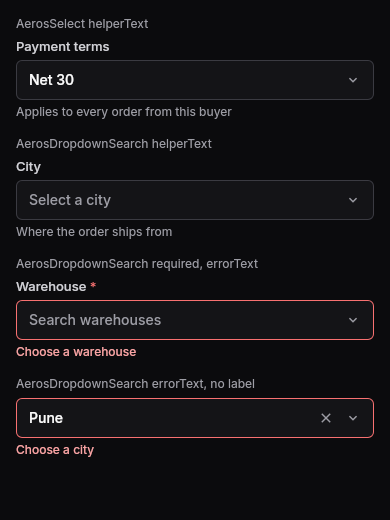 AerosSelect helperText
Payment terms
Net 30
Applies to every order from this buyer
AerosDropdownSearch helperText
City
Select a city
Where the order ships from
AerosDropdownSearch required, errorText
Warehouse *
Search warehouses
Choose a warehouse
AerosDropdownSearch errorText, no label
Pune
Choose a city